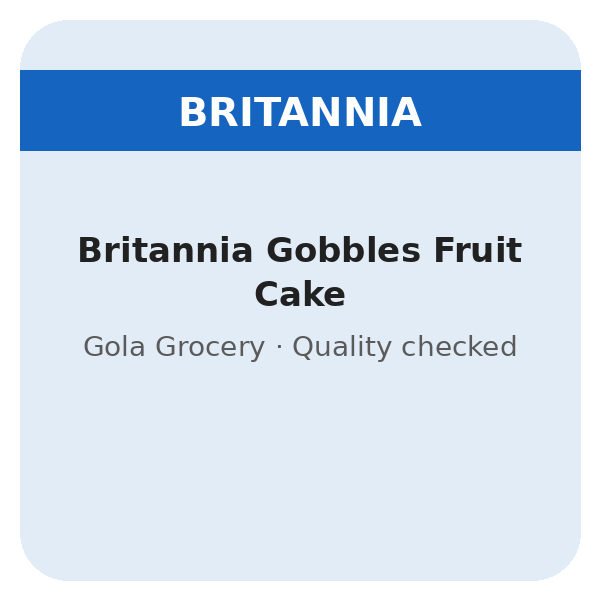 BRITANNIA
Britannia Gobbles Fruit
Cake
Gola Grocery · Quality checked